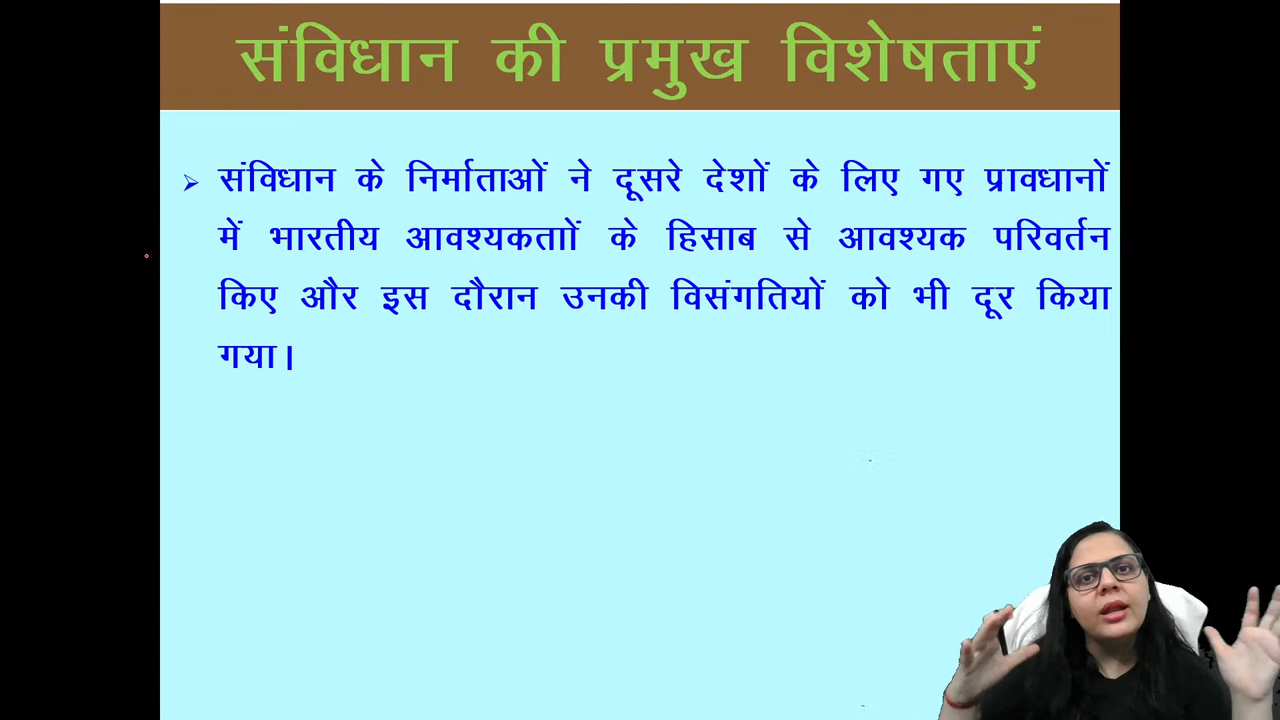 संविधान की प्रमुख विशेषताएं
➢ संविधान के निर्माताओं ने दूसरे देशों के लिए गए प्रावधानों
में भारतीय आवश्यकताों के हिसाब से आवश्यक परिवर्तन
किए और इस दौरान उनकी विसंगतियों को भी दूर किया
गया।